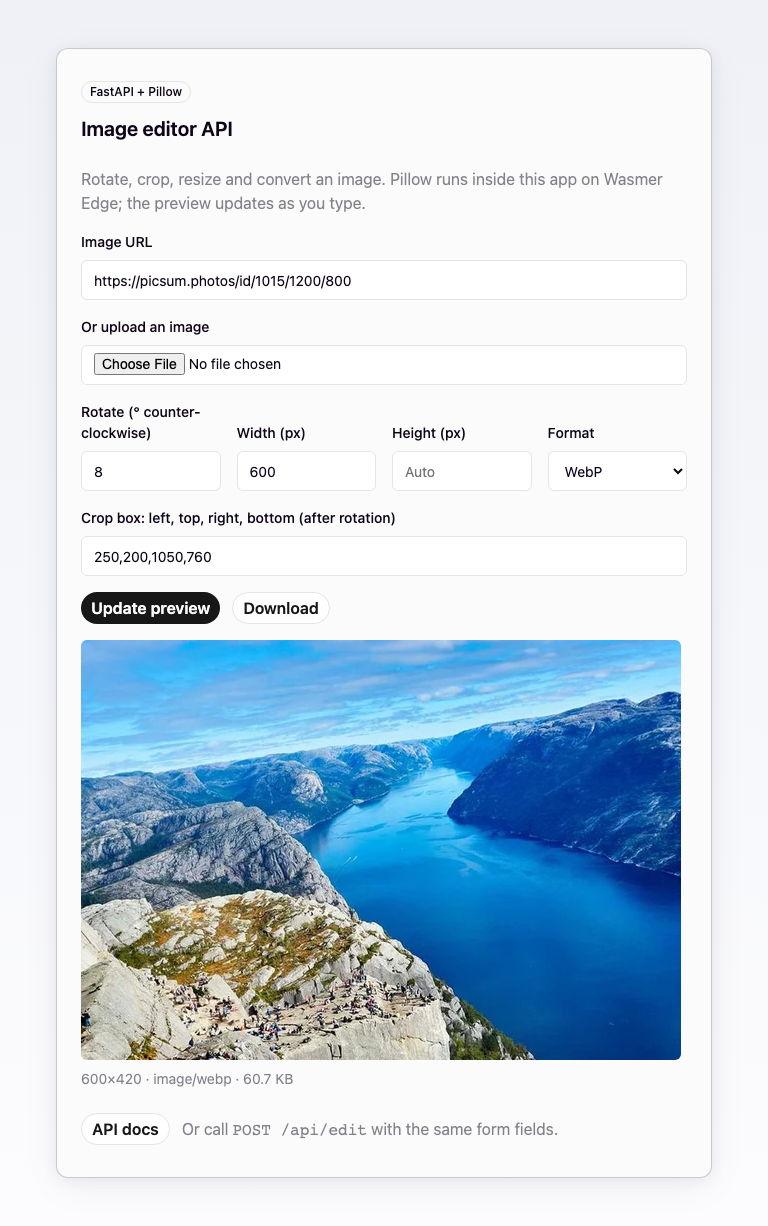 FastAPI + Pillow
Image editor API
Rotate, crop, resize and convert an image. Pillow runs inside this app on Wasmer
Edge; the preview updates as you type.
Image URL
https://picsum.photos/id/1015/1200/800
Or upload an image
Choose File No file chosen
Rotate (° counter-
clockwise)
Width (px)
Height (px)
Format
8
600
Auto
WebP
Crop box: left, top, right, bottom (after rotation)
250,200,1050,760
Update preview
Download
600×420 · image/webp · 60.7 KB
API docs
Or call POST /api/edit with the same form fields.